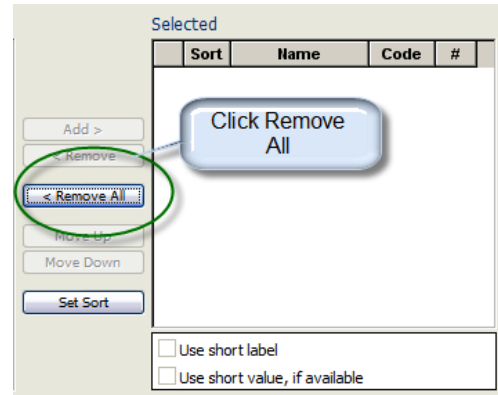 Selected
Sort Name Code #
Add >
Click Remove
All
< Remove
< Remove All
Move Up
Move Down
Set Sort
Use short label
Use short value, if available